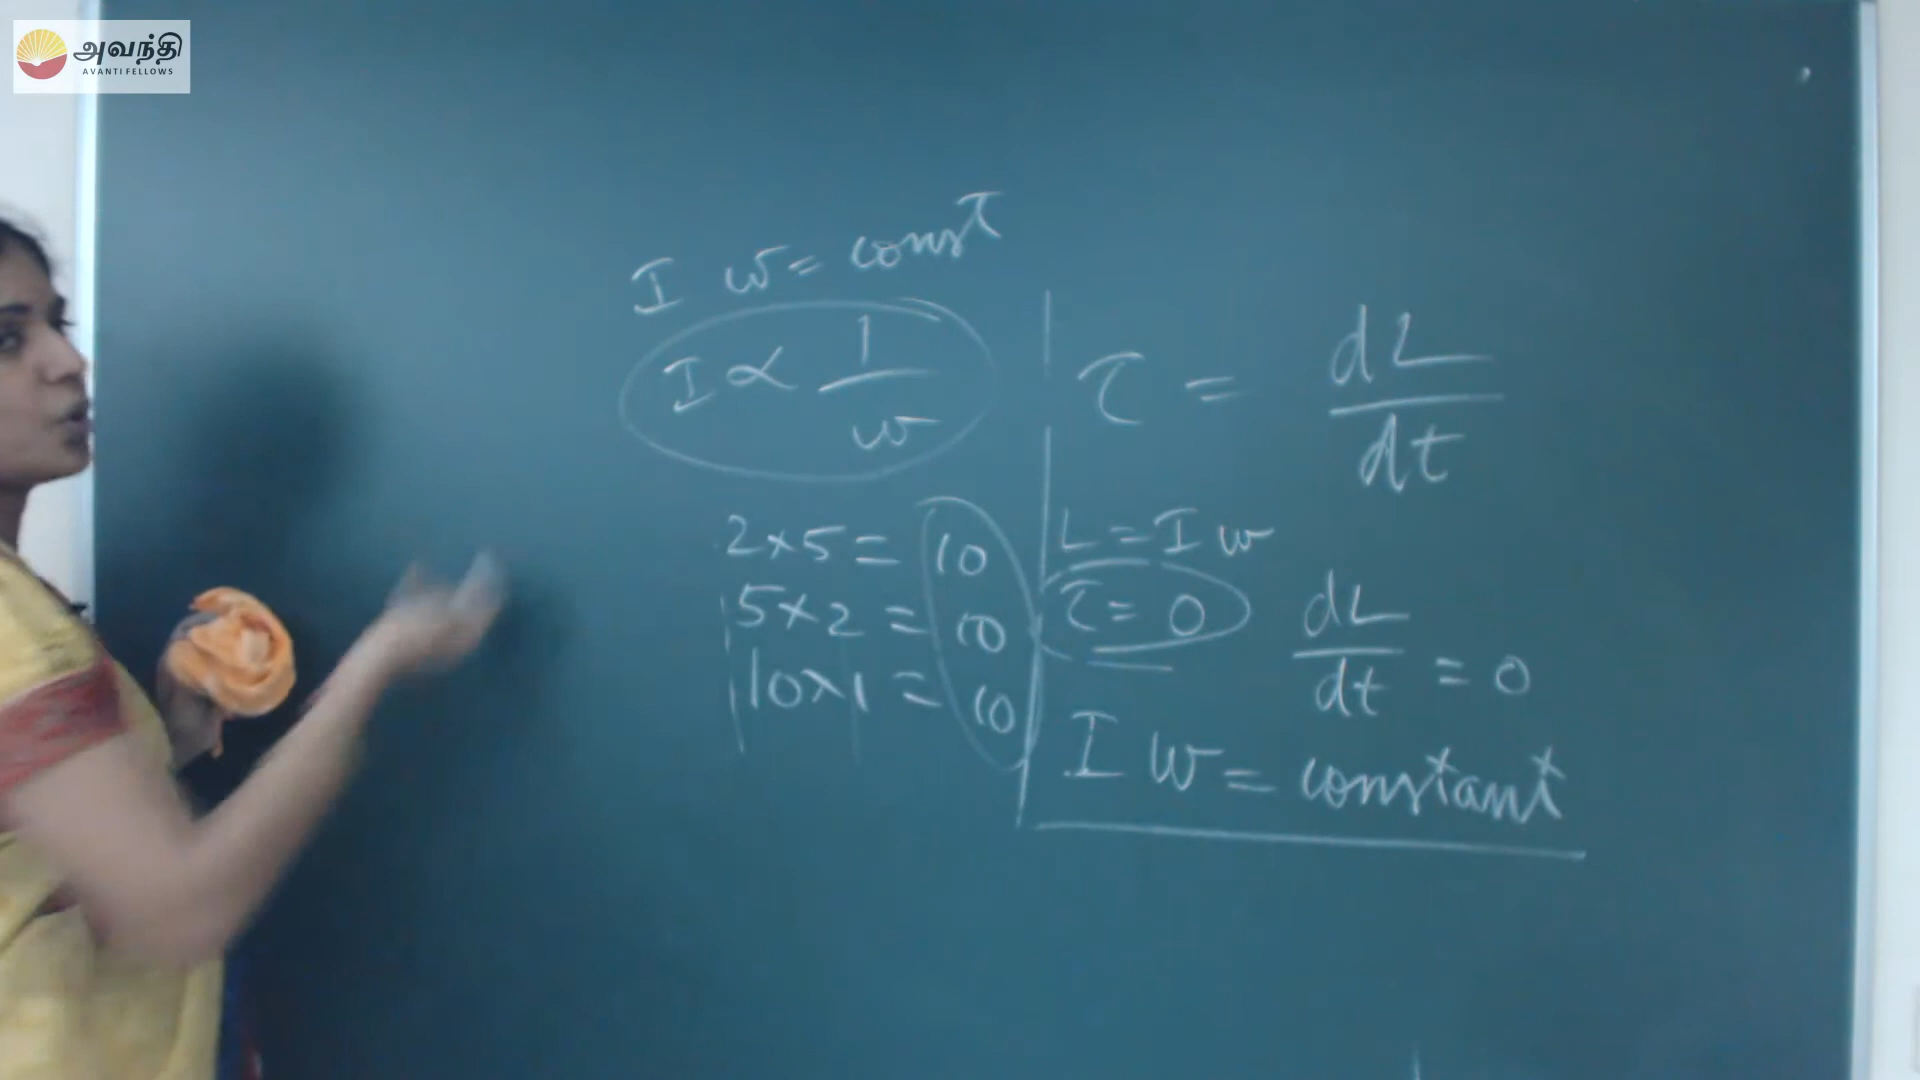 அவந்தி
AVANTI FELLOWS
I w = const
I ∝ 1/w
2×5 = 10
5×2 = 10
10×1 = 10
τ = dL/dt
L = I w
τ = 0
dL/dt = 0
I w = constant